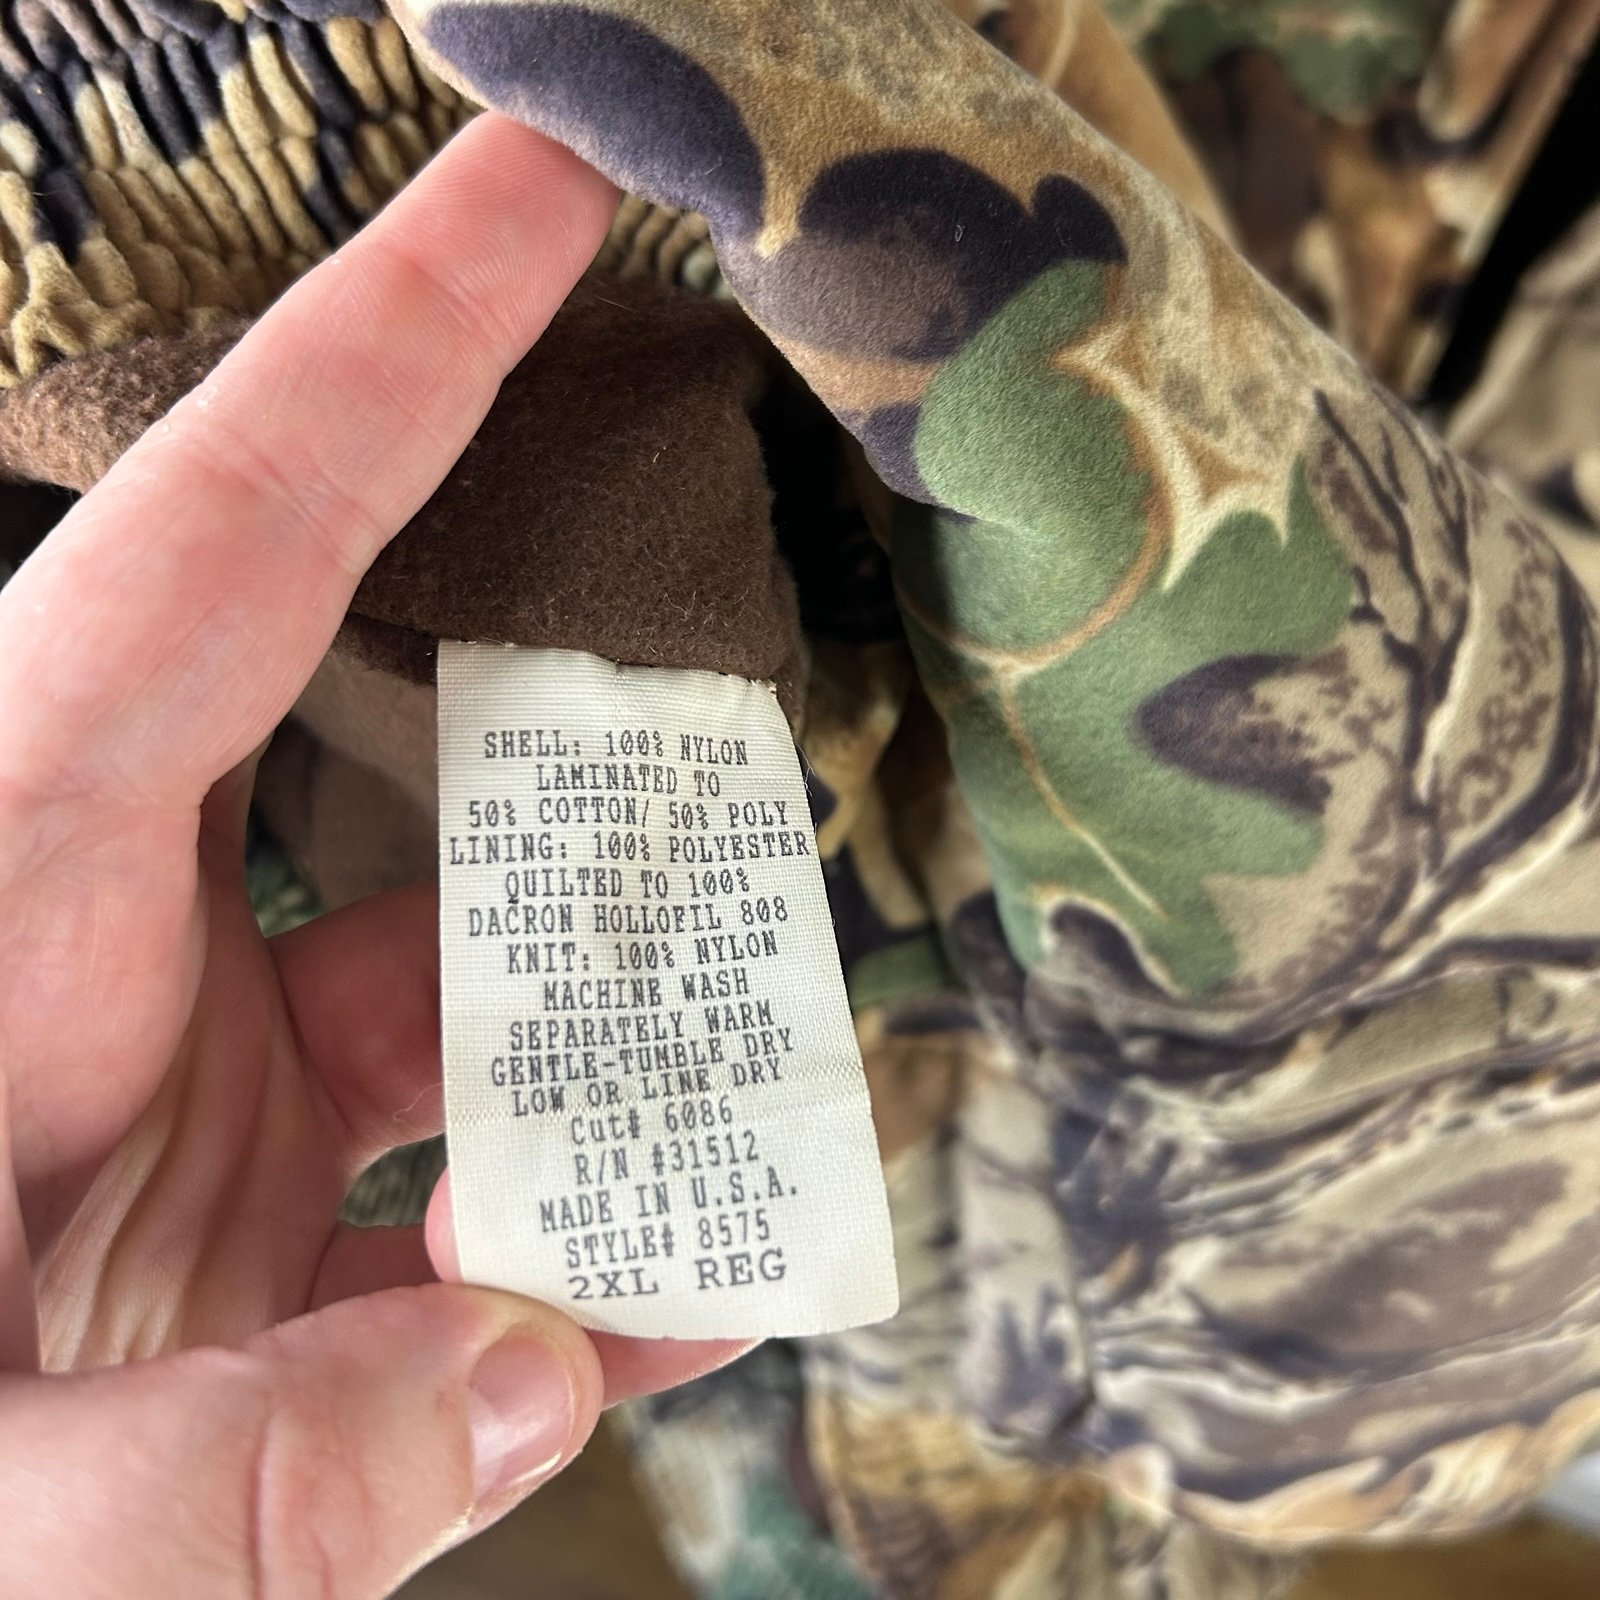 SHELL: 100% NYLON
LAMINATED TO
50% COTTON/ 50% POLY
LINING: 100% POLYESTER
QUILTED TO 100%
DACRON HOLLOFIL 808
KNIT: 100% NYLON
MACHINE WASH
SEPARATELY WARM
GENTLE-TUMBLE DRY
LOW OR LINE DRY
Cut# 6086
R/N #31512
MADE IN U.S.A.
STYLE# 8575
2XL REG